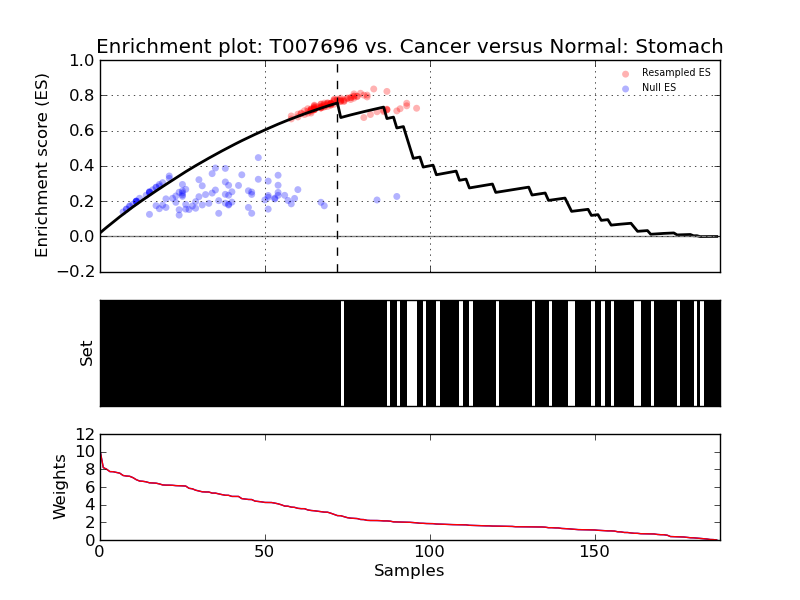 Enrichment plot: T007696 vs. Cancer versus Normal: Stomach
1.0
0.8
0.6
0.4
0.2
0.0
−0.2
Enrichment score (ES)
Resampled ES
Null ES
Set
12
10
8
6
4
2
0
Weights
0 50 100 150
Samples